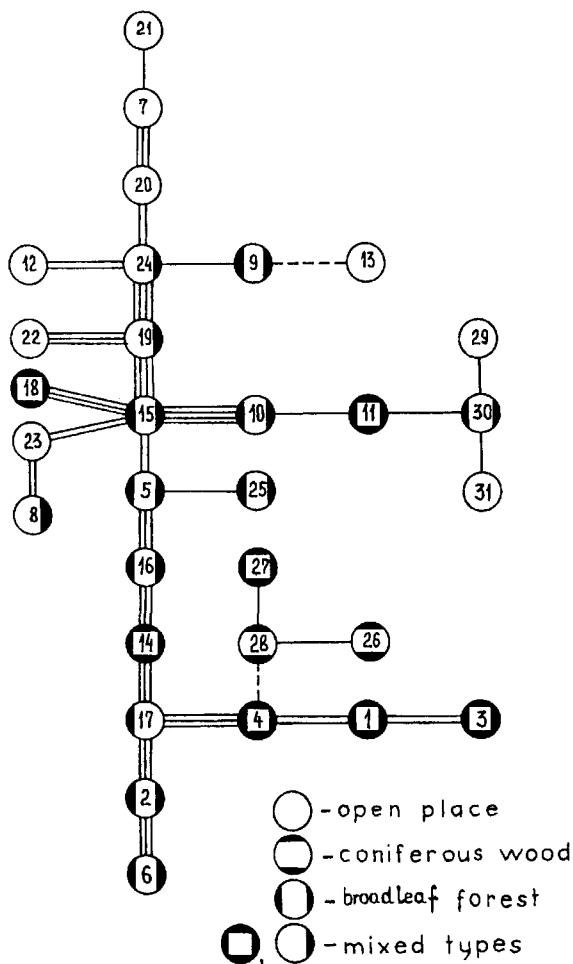 21
7
20
12 24 9 13
22 19 29
18 15 10 11 30
23
8 5 25 31
16 27
14 28 26
17 4 1 3
2
6
- open place
- coniferous wood
- broadleaf forest
, - mixed types